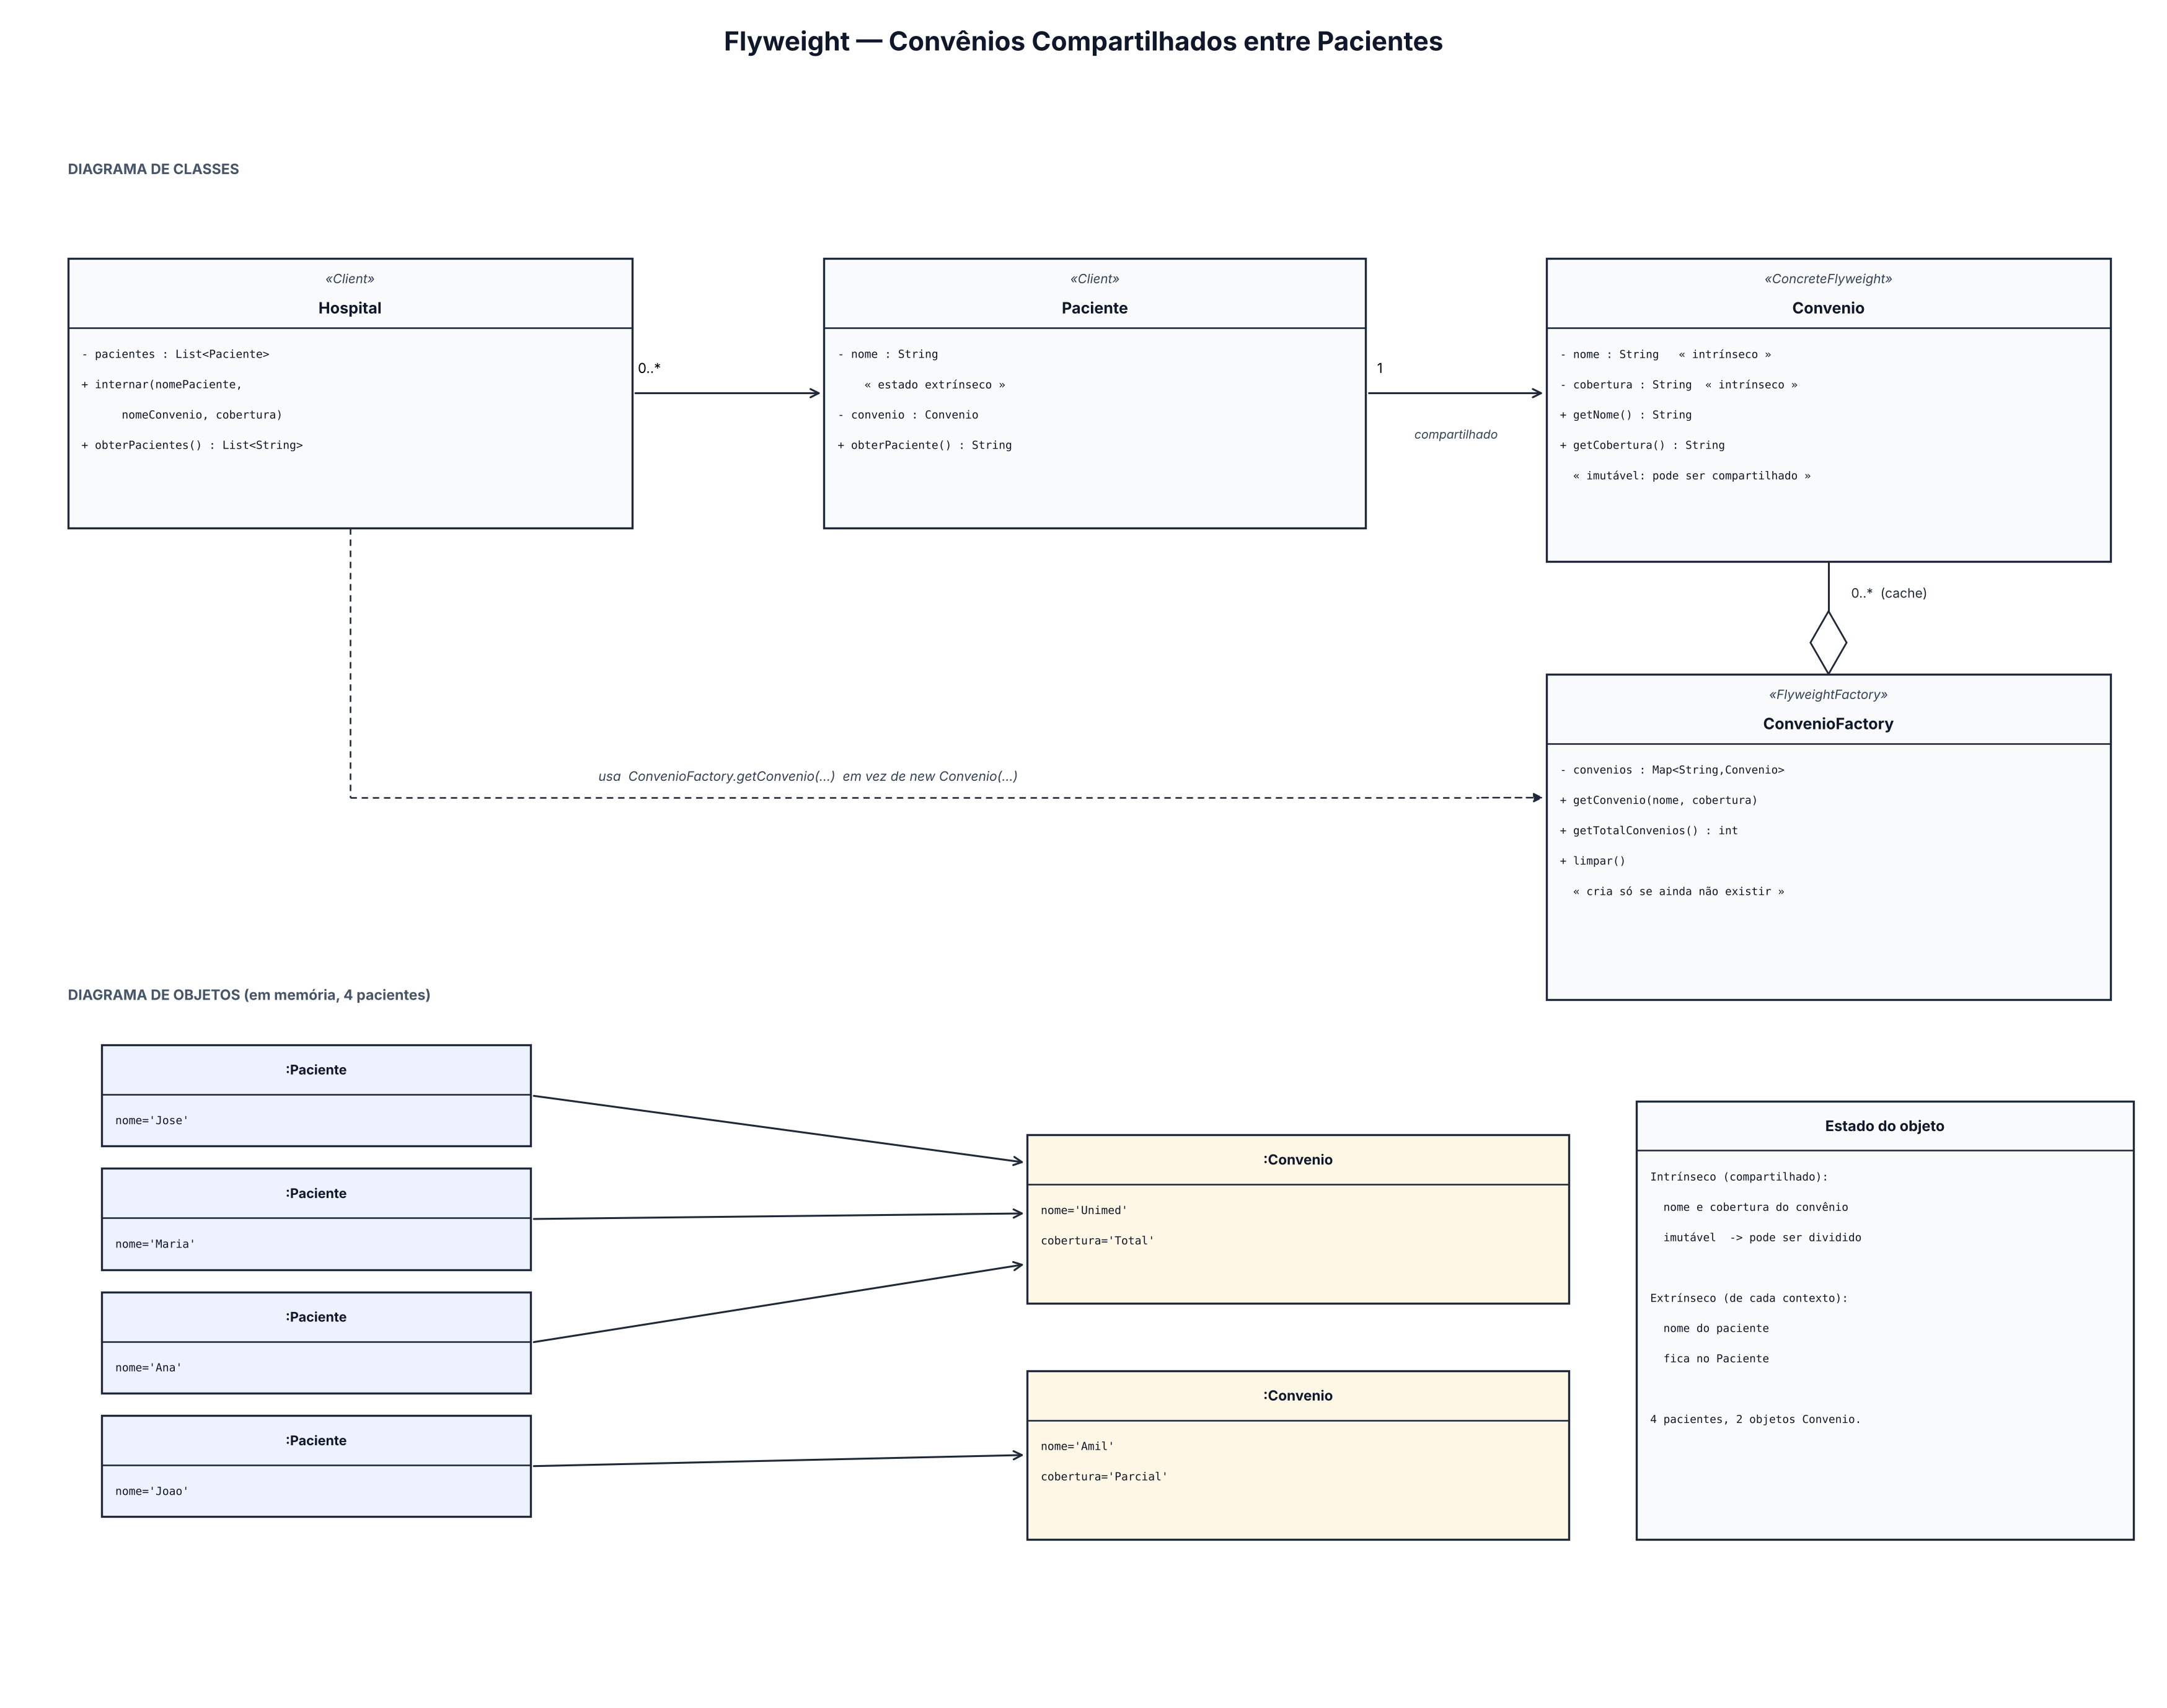 Flyweight — Convênios Compartilhados entre Pacientes
DIAGRAMA DE CLASSES
«Client»
Hospital
- pacientes : List<Paciente>
+ internar(nomePaciente,
nomeConvenio, cobertura)
+ obterPacientes() : List<String>
0..*
«Client»
Paciente
- nome : String
« estado extrínseco »
- convenio : Convenio
+ obterPaciente() : String
1
compartilhado
«ConcreteFlyweight»
Convenio
- nome : String « intrínseco »
- cobertura : String « intrínseco »
+ getNome() : String
+ getCobertura() : String
« imutável: pode ser compartilhado »
0..* (cache)
«FlyweightFactory»
ConvenioFactory
- convenios : Map<String,Convenio>
+ getConvenio(nome, cobertura)
+ getTotalConvenios() : int
+ limpar()
« cria só se ainda não existir »
usa ConvenioFactory.getConvenio(...) em vez de new Convenio(...)
DIAGRAMA DE OBJETOS (em memória, 4 pacientes)
:Paciente
nome='Jose'
:Paciente
nome='Maria'
:Paciente
nome='Ana'
:Paciente
nome='Joao'
:Convenio
nome='Unimed'
cobertura='Total'
:Convenio
nome='Amil'
cobertura='Parcial'
Estado do objeto
Intrínseco (compartilhado):
nome e cobertura do convênio
imutável -> pode ser dividido
Extrínseco (de cada contexto):
nome do paciente
fica no Paciente
4 pacientes, 2 objetos Convenio.